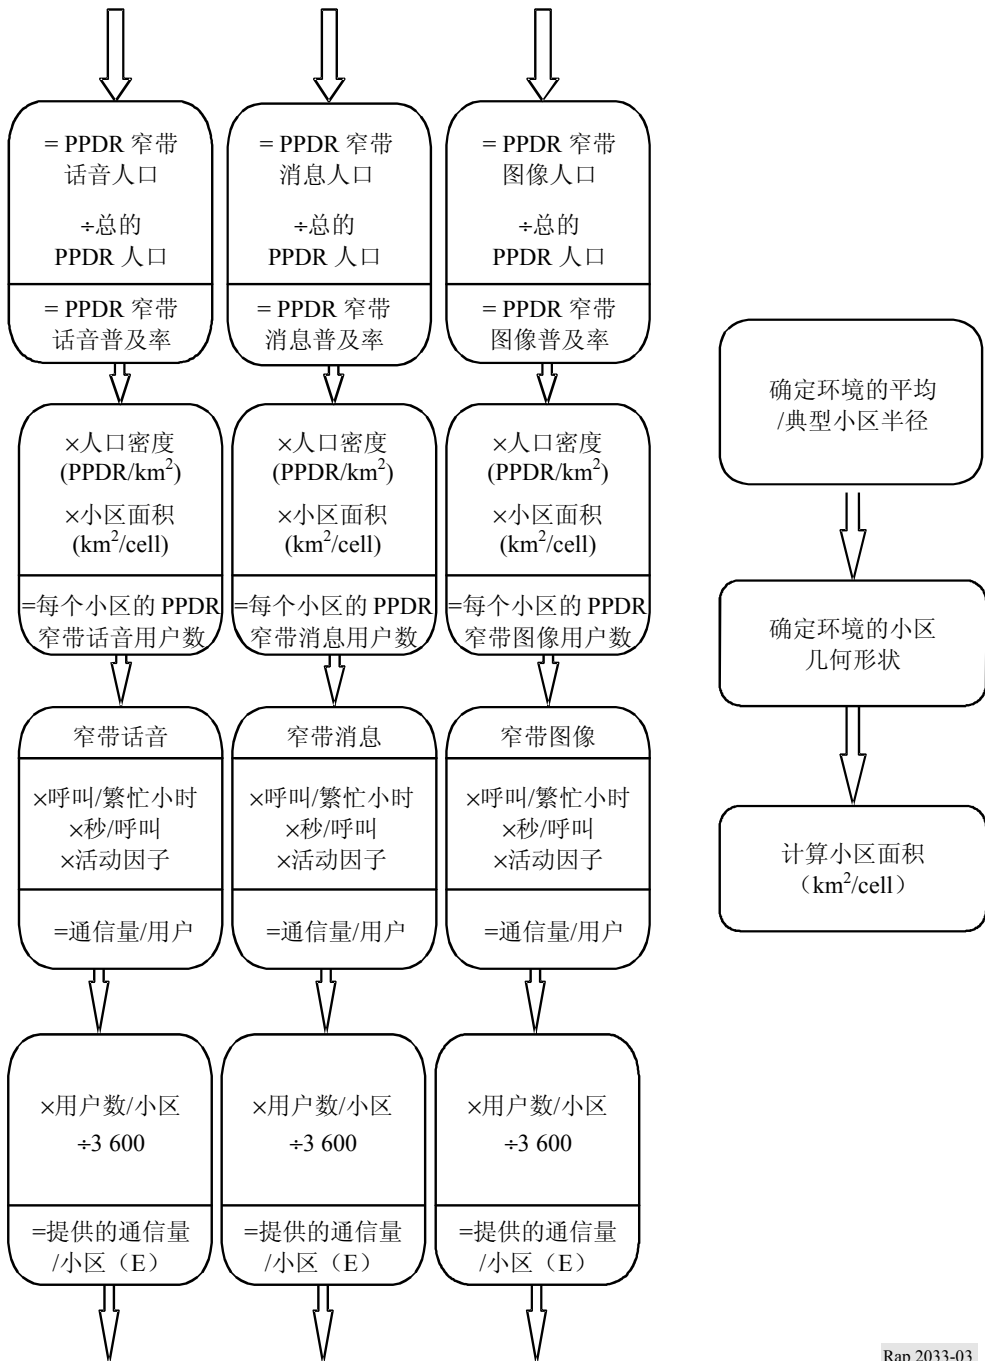 = PPDR 窄带
话音人口
÷总的
PPDR 人口
= PPDR 窄带
话音普及率
= PPDR 窄带
消息人口
÷总的
PPDR 人口
= PPDR 窄带
消息普及率
= PPDR 窄带
图像人口
÷总的
PPDR 人口
= PPDR 窄带
图像普及率
×人口密度
(PPDR/km²)
×小区面积
(km²/cell)
=每个小区的 PPDR
窄带话音用户数
×人口密度
(PPDR/km²)
×小区面积
(km²/cell)
=每个小区的 PPDR
窄带消息用户数
×人口密度
(PPDR/km²)
×小区面积
(km²/cell)
=每个小区的 PPDR
窄带图像用户数
窄带话音
×呼叫/繁忙小时
×秒/呼叫
×活动因子
=通信量/用户
窄带消息
×呼叫/繁忙小时
×秒/呼叫
×活动因子
=通信量/用户
窄带图像
×呼叫/繁忙小时
×秒/呼叫
×活动因子
=通信量/用户
×用户数/小区
÷3 600
=提供的通信量
/小区（E）
×用户数/小区
÷3 600
=提供的通信量
/小区（E）
×用户数/小区
÷3 600
=提供的通信量
/小区（E）
确定环境的平均
/典型小区半径
确定环境的小区
几何形状
计算小区面积
（km²/cell）
Rap 2033-03